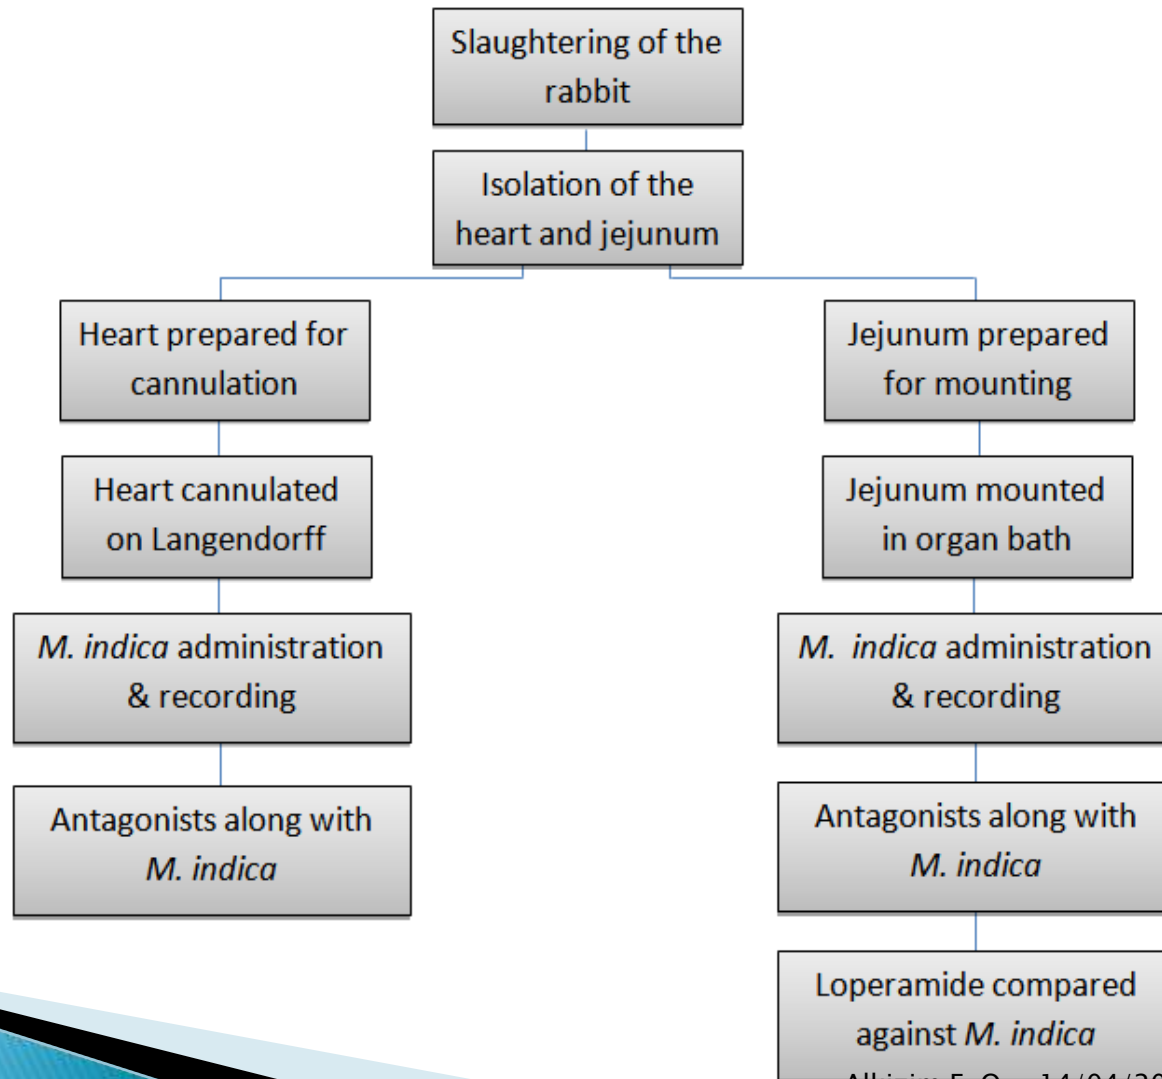 Slaughtering of the
rabbit
Isolation of the
heart and jejunum
Heart prepared for
cannulation
Heart cannulated
on Langendorff
M. indica administration
& recording
Antagonists along with
M. indica
Jejunum prepared
for mounting
Jejunum mounted
in organ bath
M. indica administration
& recording
Antagonists along with
M. indica
Loperamide compared
against M. indica